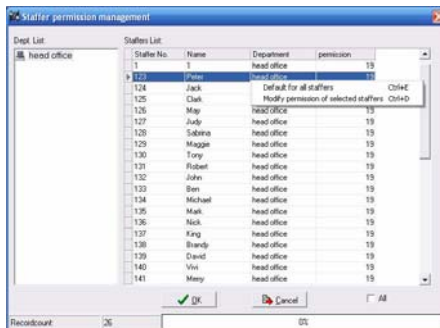 Staffer permission management
Dept. List:
Staffers List:
head office
Staffer No. Name Department permission
1 1 head office 19
123 Peter head office 19
124 Jack
Default for all staffers Ctrl+E
125 Clark
Modify permission of selected staffers Ctrl+D
126 May head office 19
127 Judy head office 19
128 Sabrina head office 19
129 Maggie head office 19
130 Tony head office 19
131 Robert head office 19
132 John head office 19
133 Ben head office 19
134 Michael head office 19
135 Mark head office 19
136 Nick head office 19
137 King head office 19
138 Brandy head office 19
139 David head office 19
140 Vivi head office 19
141 Merry head office 19
OK Cancel All
Recordcount: 26 0%